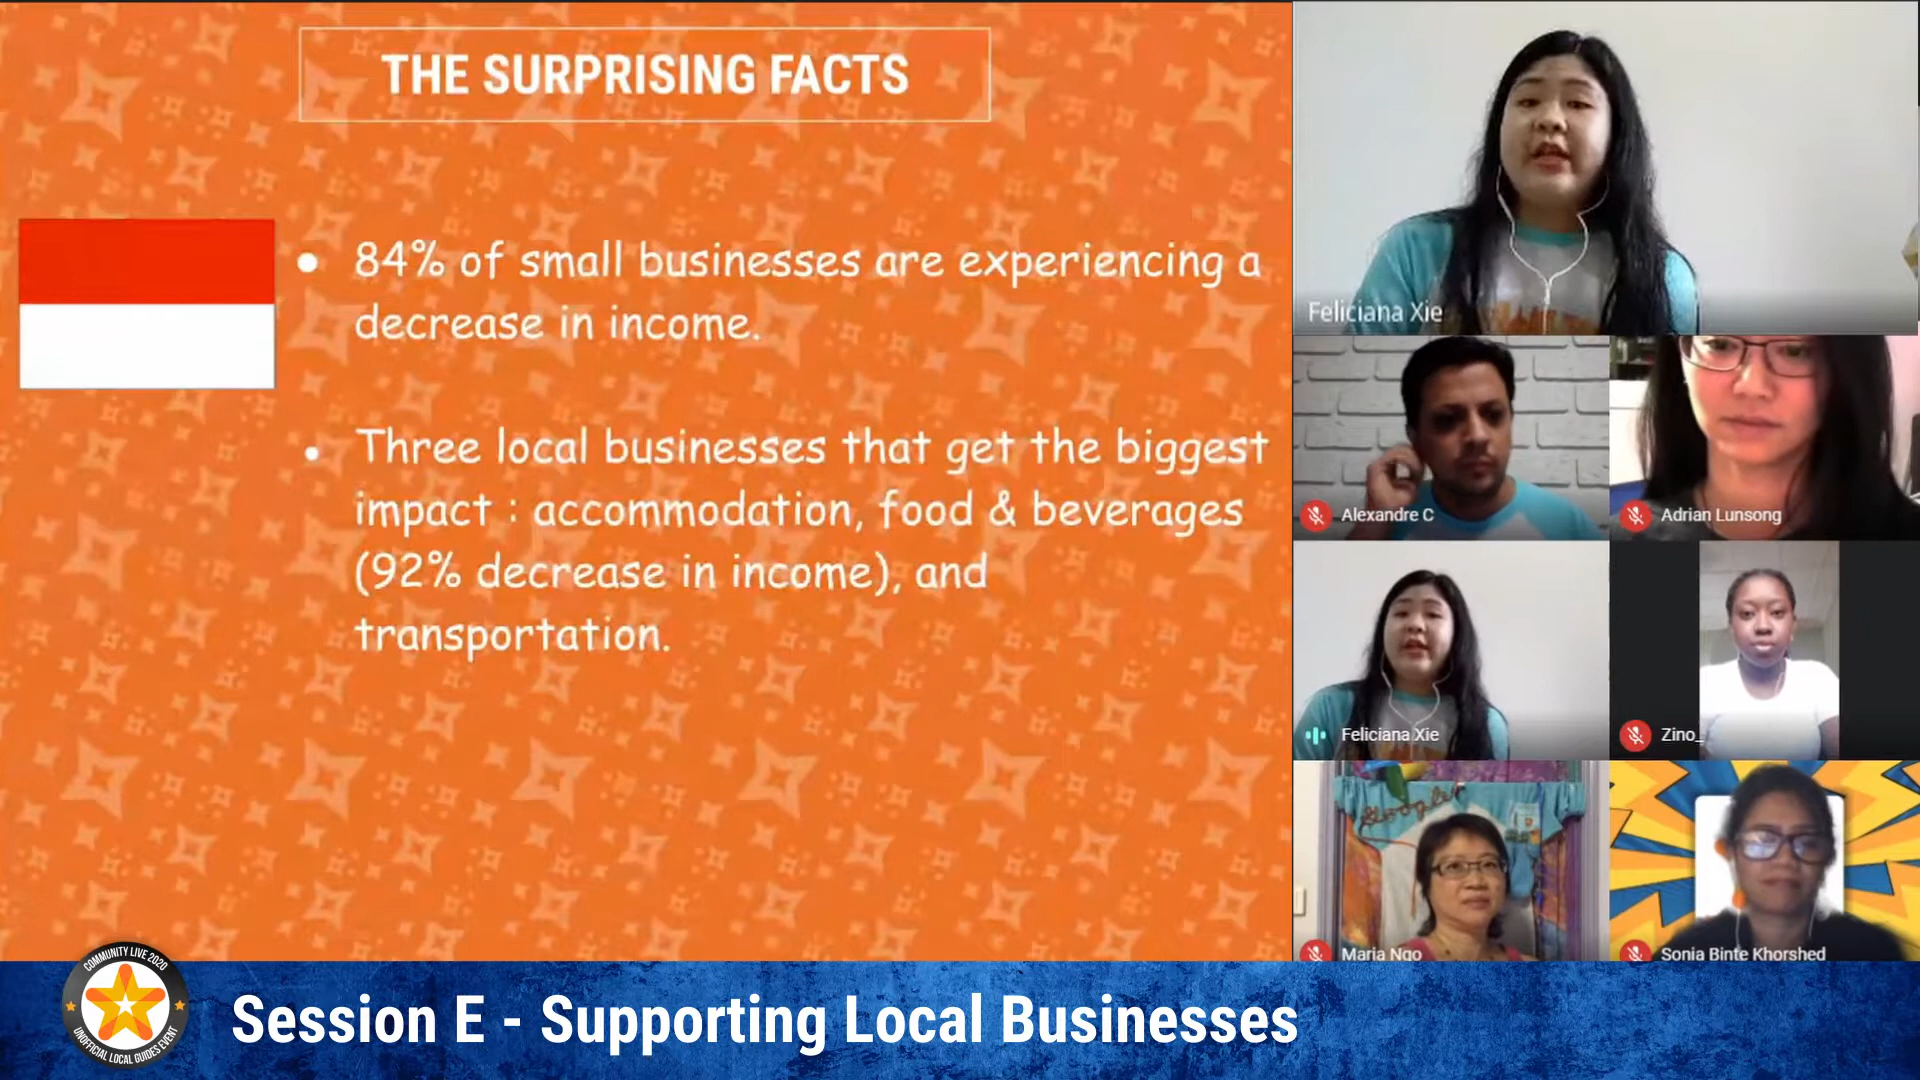 THE SURPRISING FACTS
● 84% of small businesses are experiencing a
decrease in income.
● Three local businesses that get the biggest
impact : accommodation, food & beverages
(92% decrease in income), and
transportation.
Feliciana Xie
Alexandre C
Adrian Lunsong
Feliciana Xie
Zino_
Google
Maria Ngo
Sonia Binte Khorshed
COMMUNITY LIVE 2020
UNOFFICIAL LOCAL GUIDES EVENT
Session E - Supporting Local Businesses